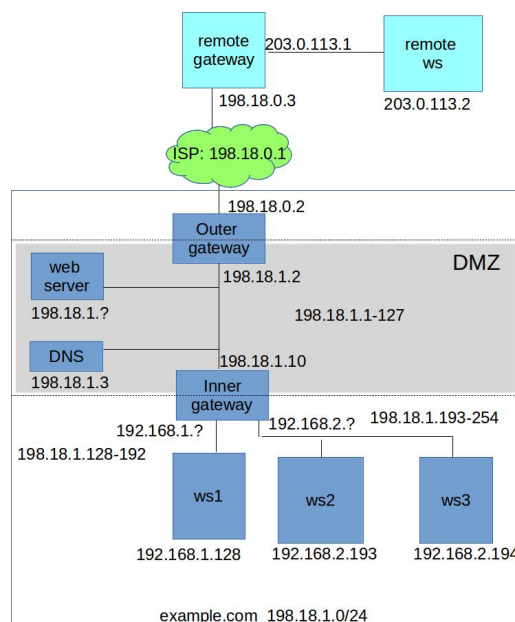 remote
gateway
203.0.113.1
remote
ws
198.18.0.3
203.0.113.2
ISP: 198.18.0.1
198.18.0.2
Outer
gateway
DMZ
web
server
198.18.1.2
198.18.1.?
198.18.1.1-127
DNS
198.18.1.10
198.18.1.3
Inner
gateway
192.168.1.?
192.168.2.?
198.18.1.193-254
198.18.1.128-192
ws1
ws2
ws3
192.168.1.128
192.168.2.193
192.168.2.194
example.com 198.18.1.0/24